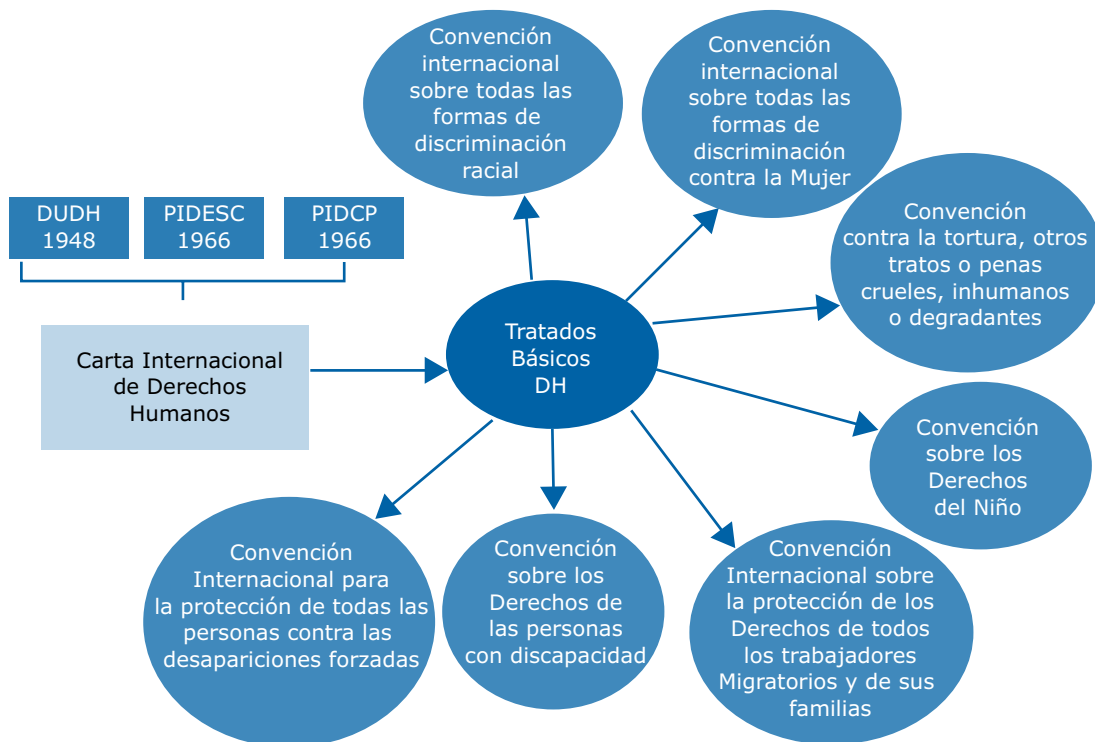 Convención
internacional
sobre todas las
formas de
discriminación
racial
Convención
internacional
sobre todas las
formas de
discriminación
contra la Mujer
DUDH
1948
PIDESC
1966
PIDCP
1966
Convención
contra la tortura, otros
tratos o penas
crueles, inhumanos
o degradantes
Carta Internacional
de Derechos
Humanos
Tratados
Básicos
DH
Convención
sobre los
Derechos
del Niño
Convención
Internacional para
la protección de todas las
personas contra las
desapariciones forzadas
Convención
sobre los
Derechos de
las personas
con discapacidad
Convención
Internacional sobre
la protección de los
Derechos de todos
los trabajadores
Migratorios y de sus
familias